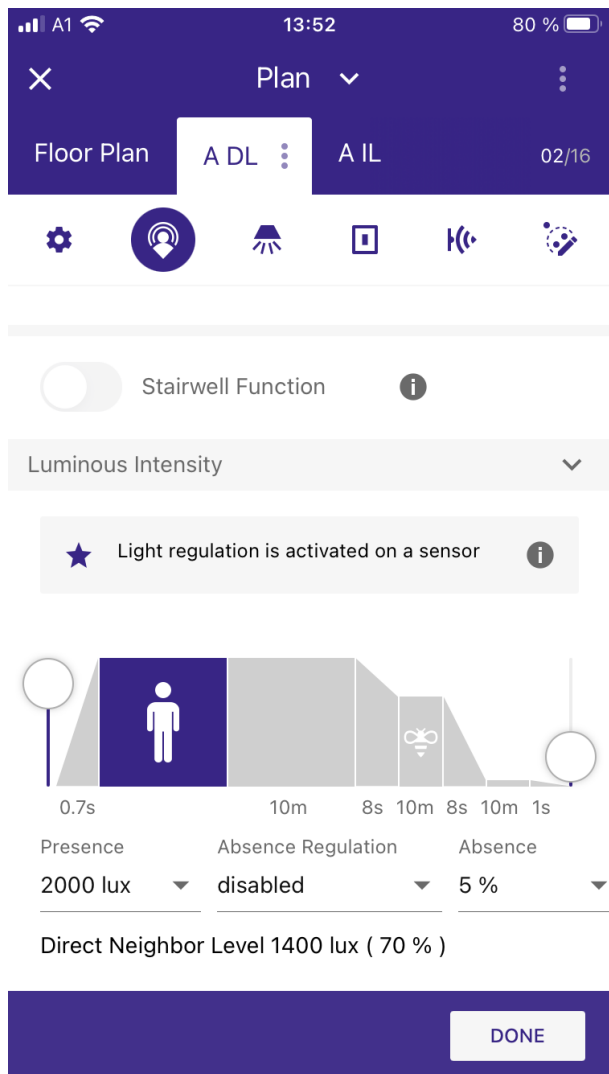 A1 13:52 80 %
Plan
Floor Plan A DL A IL 02/16
Stairwell Function
Luminous Intensity
Light regulation is activated on a sensor
0.7s 10m 8s 10m 8s 10m 1s
Presence Absence Regulation Absence
2000 lux disabled 5 %
Direct Neighbor Level 1400 lux ( 70 % )
DONE